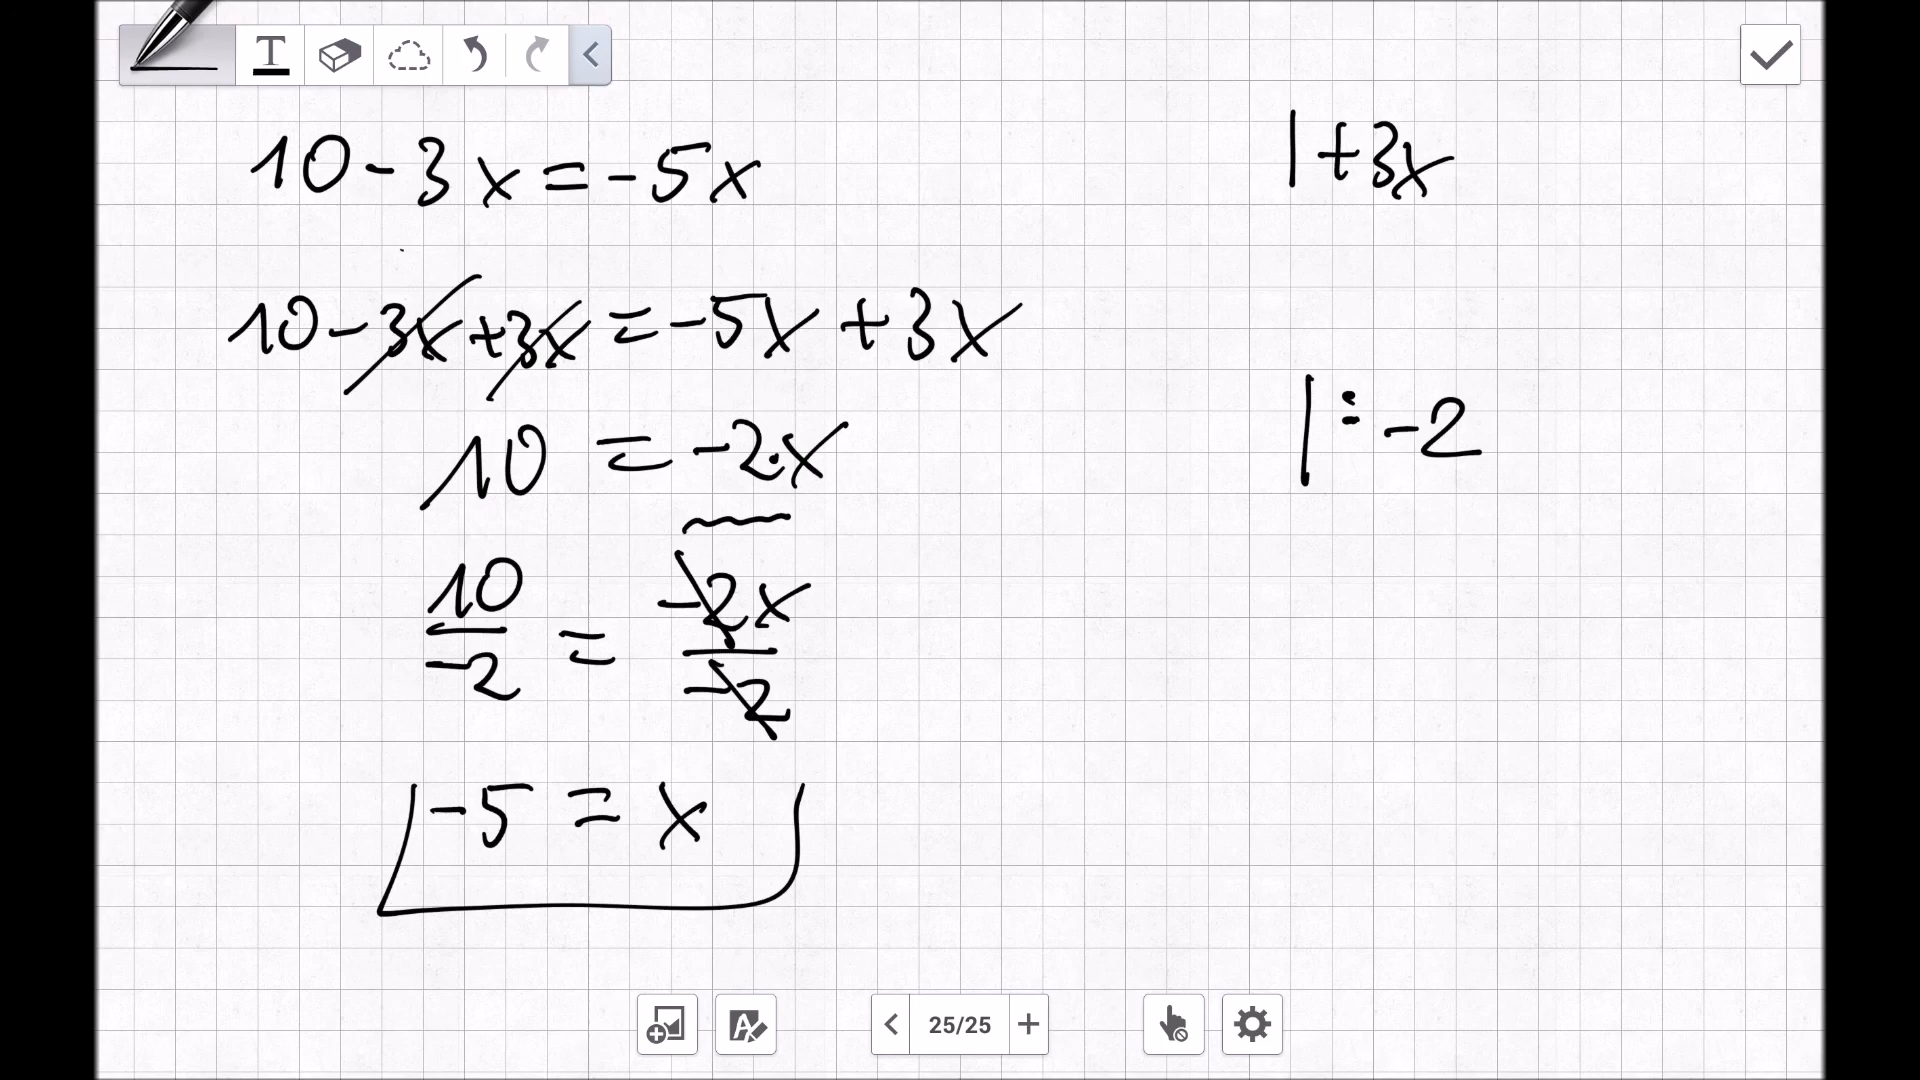 T
10 - 3x = -5x | +3x
10 - 3x + 3x = -5x + 3x
10 = -2·x | : -2
10/-2 = -2x/-2
-5 = x
A
25/25